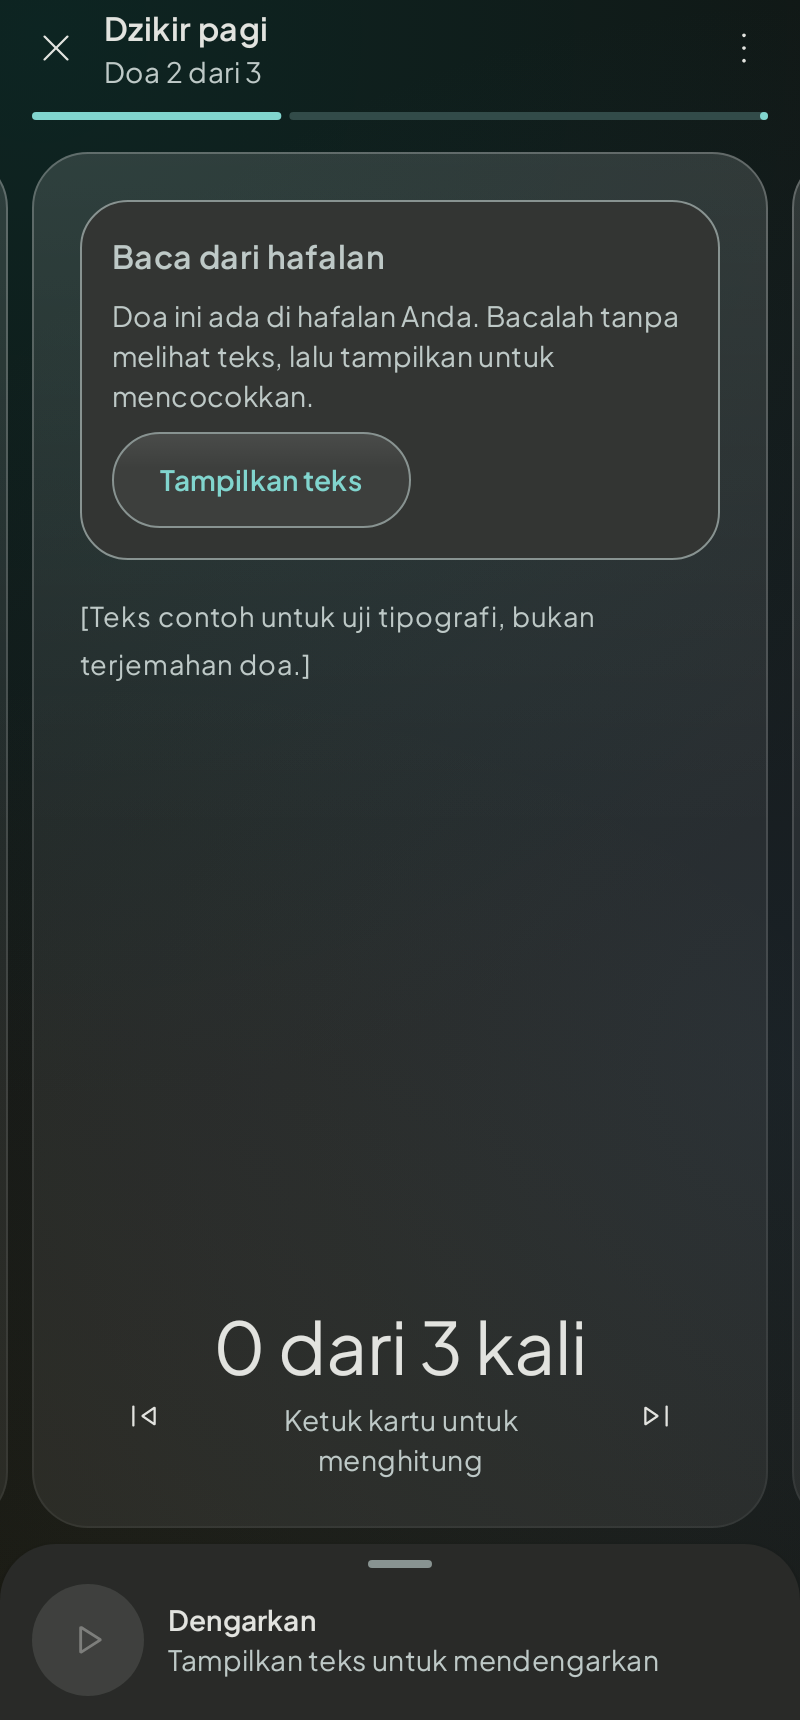 Dzikir pagi
Doa 2 dari 3
Baca dari hafalan
Doa ini ada di hafalan Anda. Bacalah tanpa
melihat teks, lalu tampilkan untuk
mencocokkan.
Tampilkan teks
[Teks contoh untuk uji tipografi, bukan
terjemahan doa.]
0 dari 3 kali
Ketuk kartu untuk
menghitung
Dengarkan
Tampilkan teks untuk mendengarkan